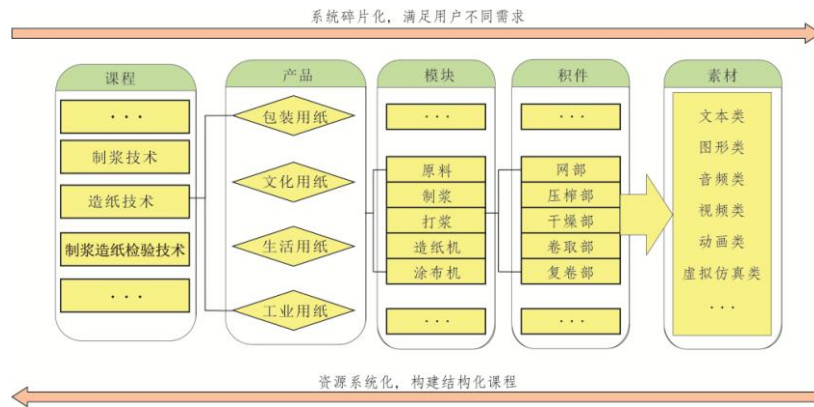 系统碎片化，满足用户不同需求
课程
···
制浆技术
造纸技术
制浆造纸检验技术
···
产品
包装用纸
文化用纸
生活用纸
工业用纸
模块
···
原料
制浆
打浆
造纸机
涂布机
···
积件
···
网部
压榨部
干燥部
卷取部
复卷部
···
素材
文本类
图形类
音频类
视频类
动画类
虚拟仿真类
···
资源系统化，构建结构化课程